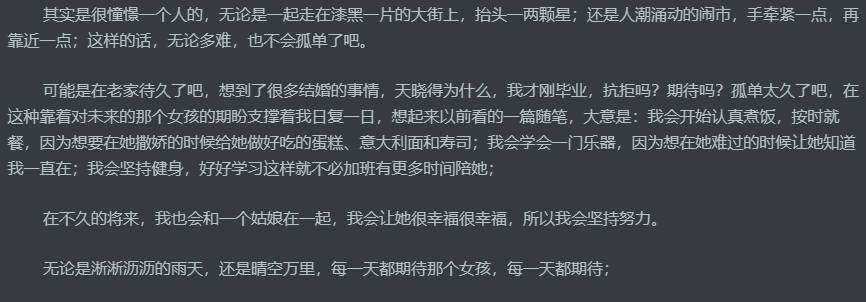 其实是很憧憬一个人的，无论是一起走在漆黑一片的大街上，抬头一两颗星；还是人潮涌动的闹市，手牵紧一点，再
靠近一点；这样的话，无论多难，也不会孤单了吧。
可能是在老家待久了吧，想到了很多结婚的事情，天晓得为什么，我才刚毕业，抗拒吗？期待吗？孤单太久了吧，在
这种靠着对未来的那个女孩的期盼支撑着我日复一日，想起来以前看的一篇随笔，大意是：我会开始认真煮饭，按时就
餐，因为想要在她撒娇的时候给她做好吃的蛋糕、意大利面和寿司；我会学会一门乐器，因为想在她难过的时候让她知道
我一直在；我会坚持健身，好好学习这样就不必加班有更多时间陪她；
在不久的将来，我也会和一个姑娘在一起，我会让她很幸福很幸福，所以我会坚持努力。
无论是淅淅沥沥的雨天，还是晴空万里，每一天都期待那个女孩，每一天都期待；